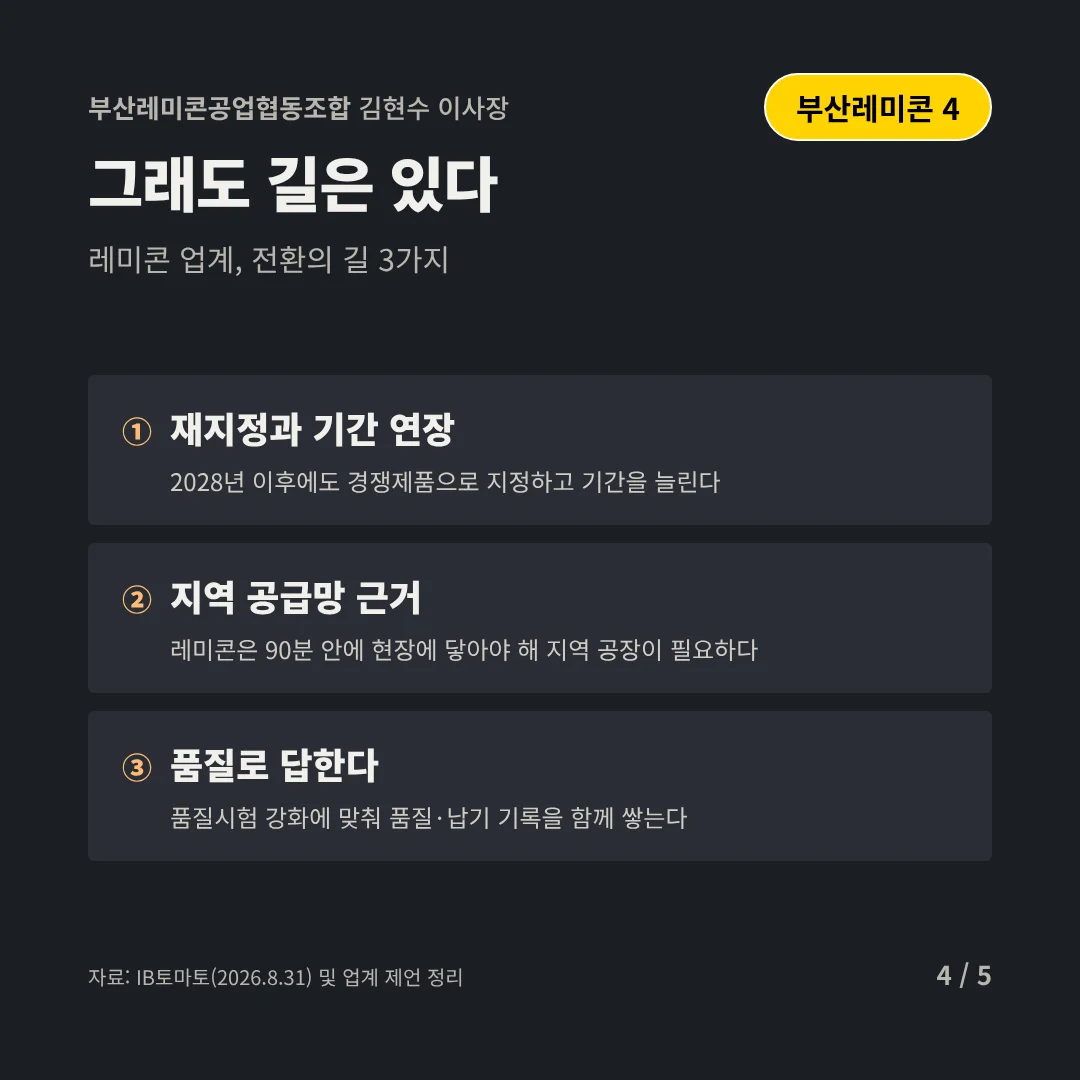 부산레미콘공업협동조합 김현수 이사장
부산레미콘 4
그래도 길은 있다
레미콘 업계, 전환의 길 3가지
① 재지정과 기간 연장
2028년 이후에도 경쟁제품으로 지정하고 기간을 늘린다
② 지역 공급망 근거
레미콘은 90분 안에 현장에 닿아야 해 지역 공장이 필요하다
③ 품질로 답한다
품질시험 강화에 맞춰 품질·납기 기록을 함께 쌓는다
자료: IB토마토(2026.8.31) 및 업계 제언 정리
4 / 5